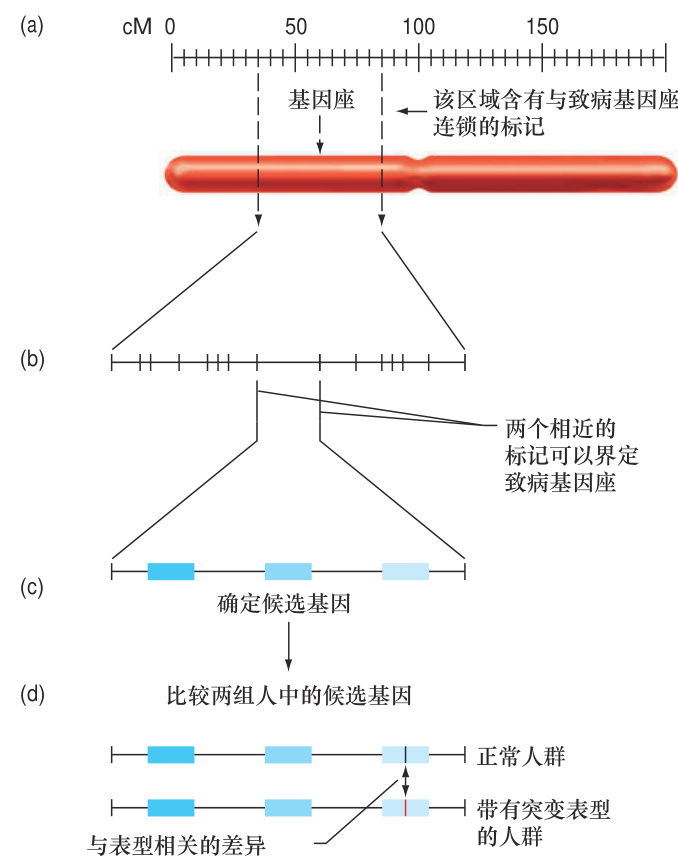 (a)
cM 0 50 100 150
基因座
该区域含有与致病基因座
连锁的标记
(b)
两个相近的
标记可以界定
致病基因座
(c)
确定候选基因
(d)
比较两组人中的候选基因
正常人群
带有突变表型
的人群
与表型相关的差异